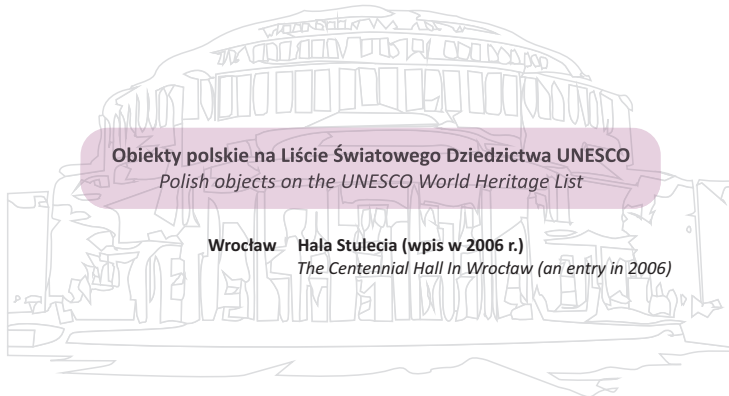 Obiekty polskie na Liście Światowego Dziedzictwa UNESCO
Polish objects on the UNESCO World Heritage List
Wrocław Hala Stulecia (wpis w 2006 r.)
The Centennial Hall In Wrocław (an entry in 2006)